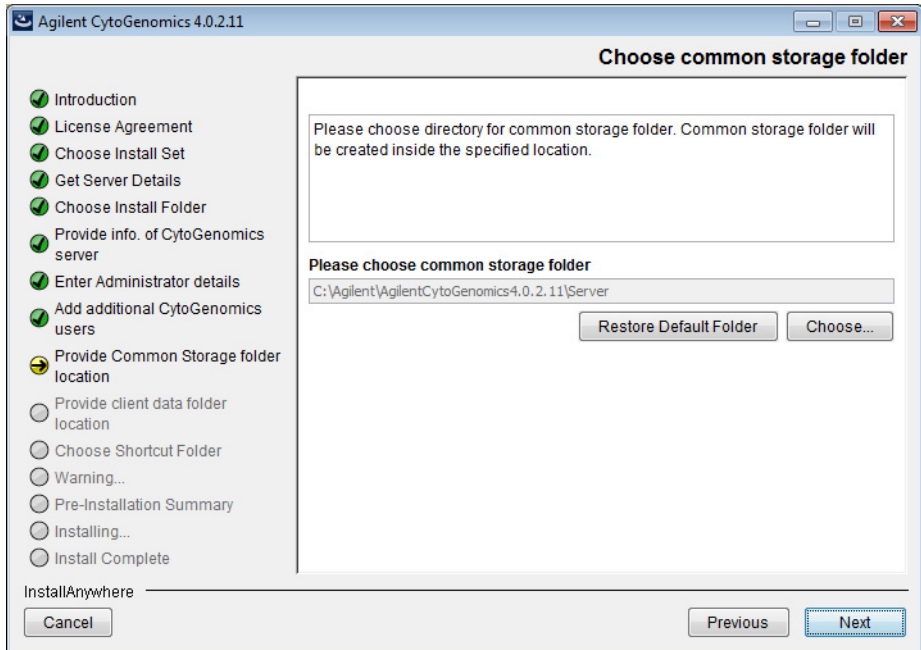 Agilent CytoGenomics 4.0.2.11
Choose common storage folder
Introduction
License Agreement
Choose Install Set
Get Server Details
Choose Install Folder
Provide info. of CytoGenomics
server
Enter Administrator details
Add additional CytoGenomics
users
Provide Common Storage folder
location
Provide client data folder
location
Choose Shortcut Folder
Warning...
Pre-Installation Summary
Installing...
Install Complete
Please choose directory for common storage folder. Common storage folder will
be created inside the specified location.
Please choose common storage folder
C:\Agilent\AgilentCytoGenomics4.0.2.11\Server
Restore Default Folder
Choose...
InstallAnywhere
Cancel
Previous
Next